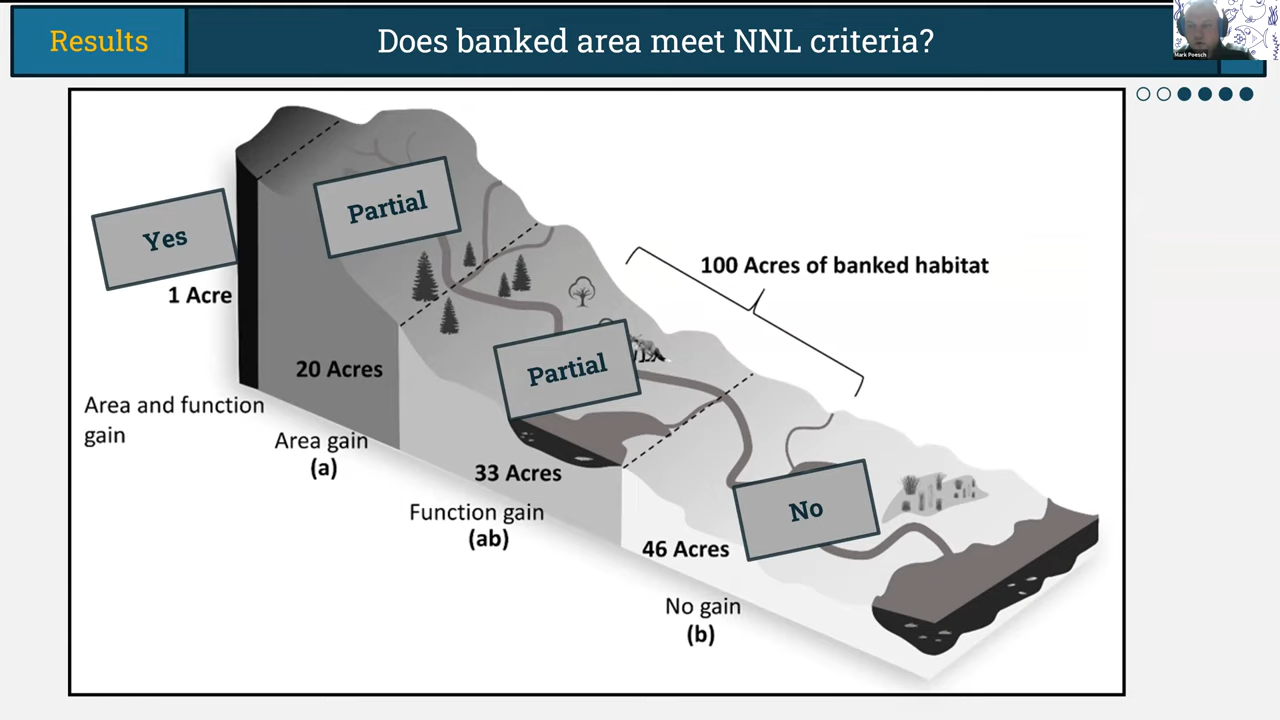 Results
Does banked area meet NNL criteria?
Mark Poesch
Yes
Partial
100 Acres of banked habitat
1 Acre
Partial
20 Acres
Area and function
gain
Area gain
(a)
33 Acres
Function gain
(ab)
No
46 Acres
No gain
(b)